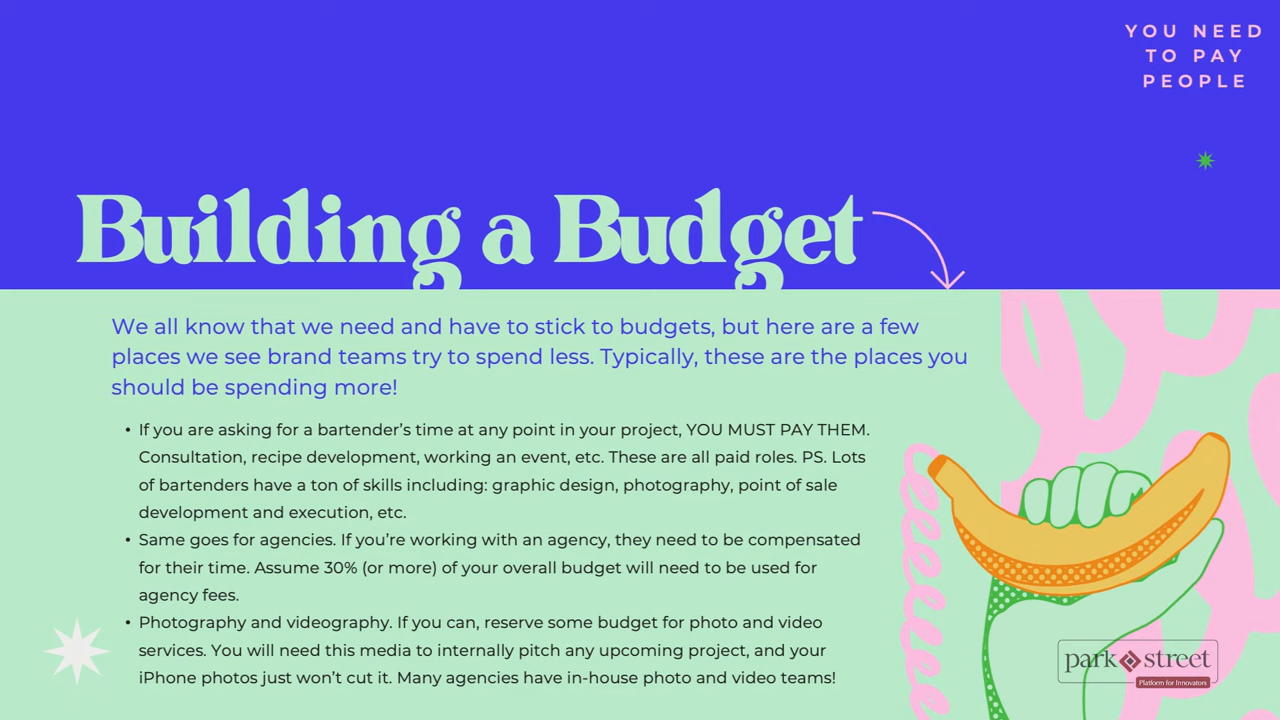 YOU NEED
TO PAY
PEOPLE
Building a Budget
We all know that we need and have to stick to budgets, but here are a few
places we see brand teams try to spend less. Typically, these are the places you
should be spending more!
• If you are asking for a bartender’s time at any point in your project, YOU MUST PAY THEM.
Consultation, recipe development, working an event, etc. These are all paid roles. PS. Lots
of bartenders have a ton of skills including: graphic design, photography, point of sale
development and execution, etc.
• Same goes for agencies. If you’re working with an agency, they need to be compensated
for their time. Assume 30% (or more) of your overall budget will need to be used for
agency fees.
• Photography and videography. If you can, reserve some budget for photo and video
services. You will need this media to internally pitch any upcoming project, and your
iPhone photos just won’t cut it. Many agencies have in-house photo and video teams!
park street
Platform for Innovators